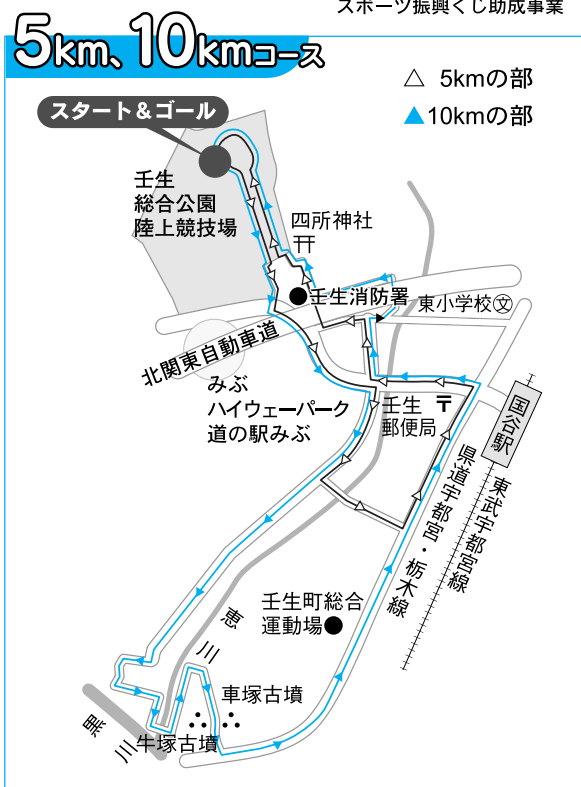 スポーツ振興くじ助成事業
5km、10kmコース
△ 5kmの部
▲10kmの部
スタート＆ゴール
壬生
総合公園
陸上競技場
四所神社
壬生消防署
東小学校
文
北関東自動車道
みぶ
ハイウェーパーク
道の駅みぶ
壬生
郵便局
〒
国谷駅
東武宇都宮線
県道宇都宮・栃木線
壬生町総合
運動場
恵川
車塚古墳
牛塚古墳
黒川